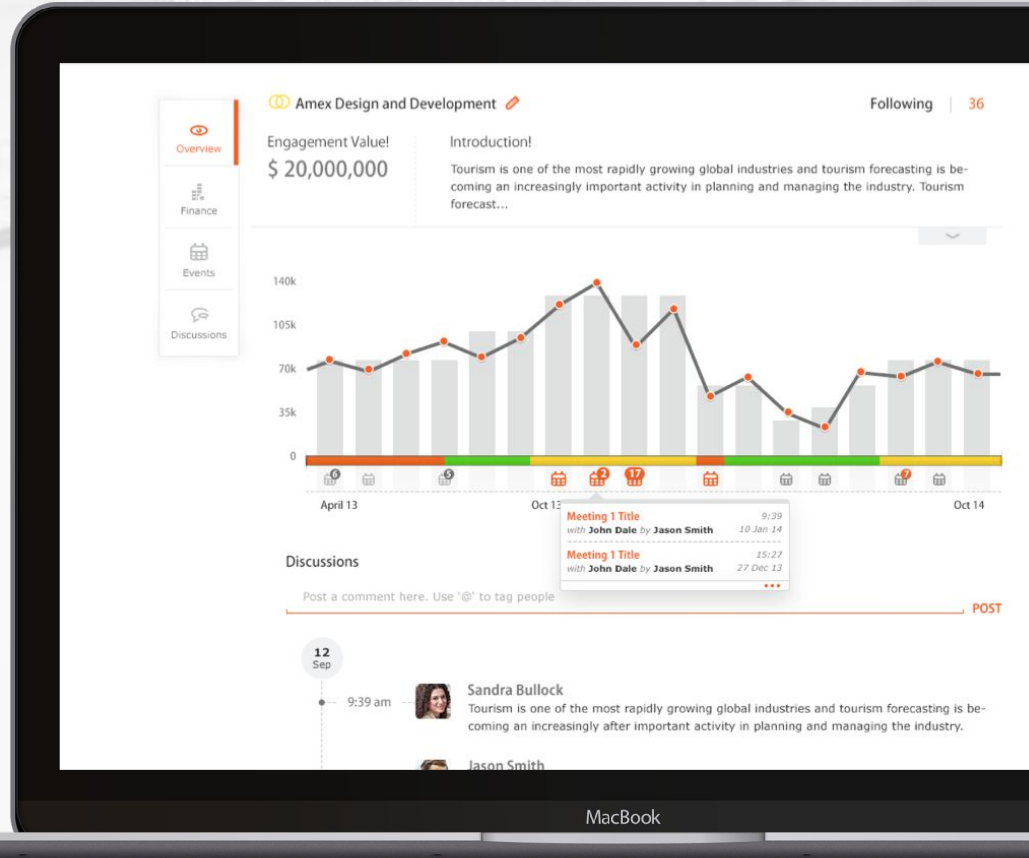 Amex Design and Development
Following | 36
Overview
Finance
Events
Discussions
Engagement Value!
$ 20,000,000
Introduction!
Tourism is one of the most rapidly growing global industries and tourism forecasting is be-
coming an increasingly important activity in planning and managing the industry. Tourism
forecast...
140k
105k
70k
35k
0
6
5
2
17
7
April 13
Oct 13
Oct 14
Meeting 1 Title 9:39
with John Dale by Jason Smith 10 Jan 14
Meeting 1 Title 15:27
with John Dale by Jason Smith 27 Dec 13
Discussions
Post a comment here. Use '@' to tag people
POST
12
Sep
9:39 am
Sandra Bullock
Tourism is one of the most rapidly growing global industries and tourism forecasting is be-
coming an increasingly after important activity in planning and managing the industry.
Jason Smith
MacBook